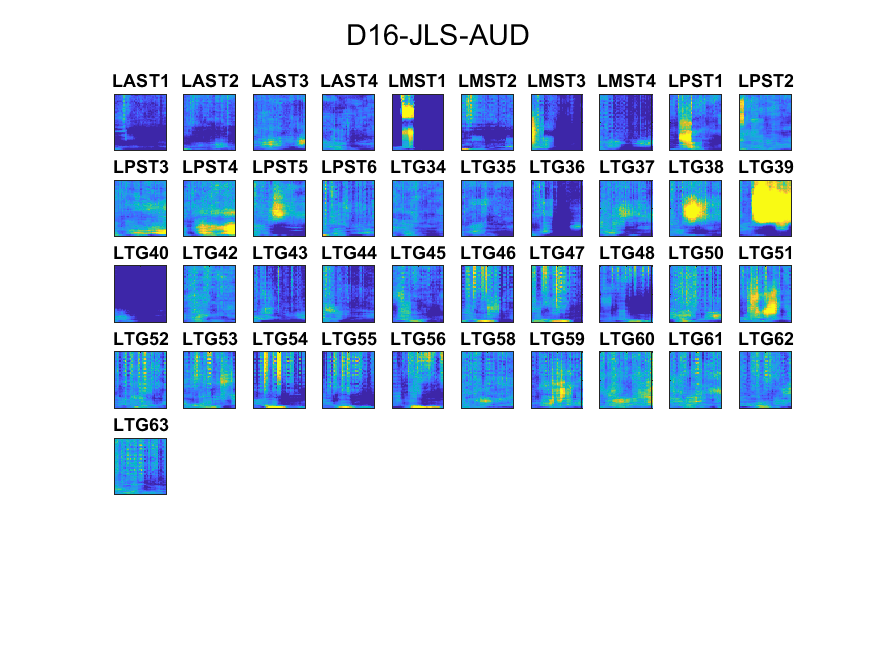 D16-JLS-AUD
LAST1 LAST2 LAST3 LAST4 LMST1 LMST2 LMST3 LMST4 LPST1 LPST2
LPST3 LPST4 LPST5 LPST6 LTG34 LTG35 LTG36 LTG37 LTG38 LTG39
LTG40 LTG42 LTG43 LTG44 LTG45 LTG46 LTG47 LTG48 LTG50 LTG51
LTG52 LTG53 LTG54 LTG55 LTG56 LTG58 LTG59 LTG60 LTG61 LTG62
LTG63